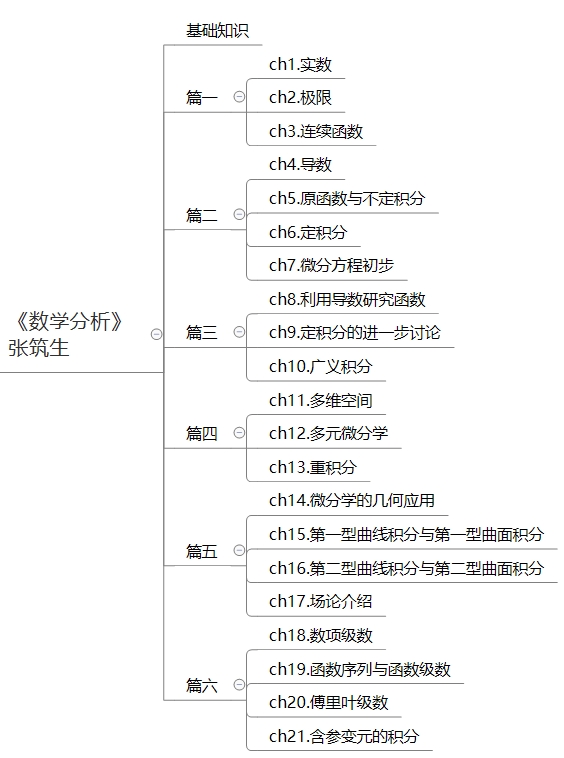 《数学分析》
张筑生
基础知识
篇一
ch1.实数
ch2.极限
ch3.连续函数
篇二
ch4.导数
ch5.原函数与不定积分
ch6.定积分
ch7.微分方程初步
篇三
ch8.利用导数研究函数
ch9.定积分的进一步讨论
ch10.广义积分
篇四
ch11.多维空间
ch12.多元微分学
ch13.重积分
篇五
ch14.微分学的几何应用
ch15.第一型曲线积分与第一型曲面积分
ch16.第二型曲线积分与第二型曲面积分
ch17.场论介绍
篇六
ch18.数项级数
ch19.函数序列与函数级数
ch20.傅里叶级数
ch21.含参变元的积分